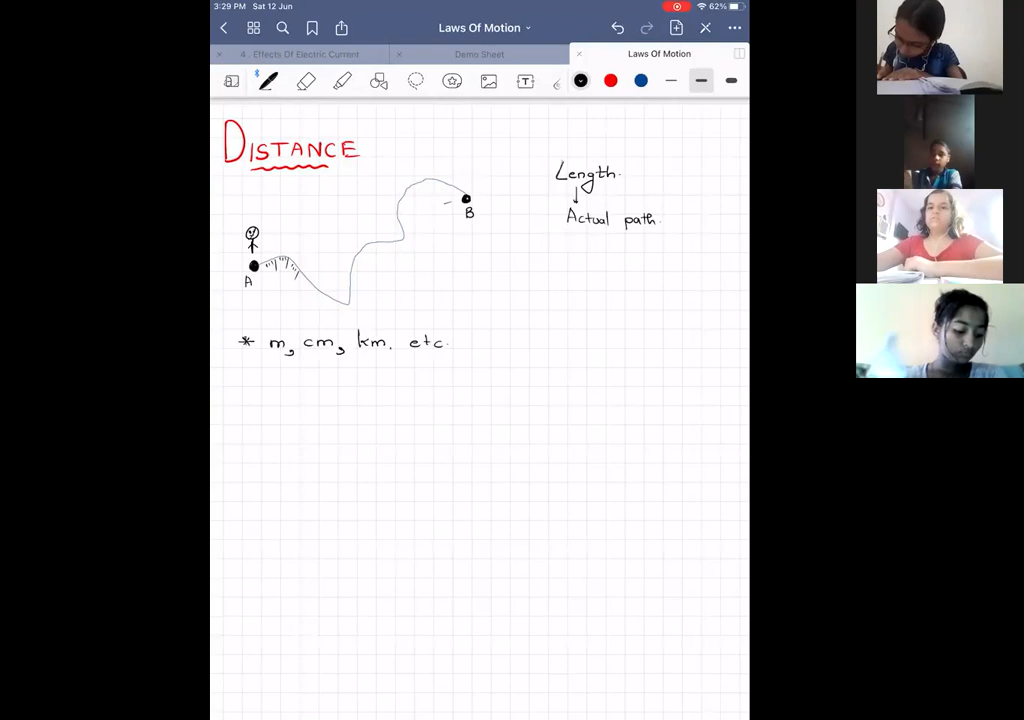 3:29 PM Sat 12 Jun 62%
Laws Of Motion
4 . Effects Of Electric Current Demo Sheet Laws Of Motion
T
DISTANCE
Length.
Actual path.
B
A
* m, cm, km. etc.